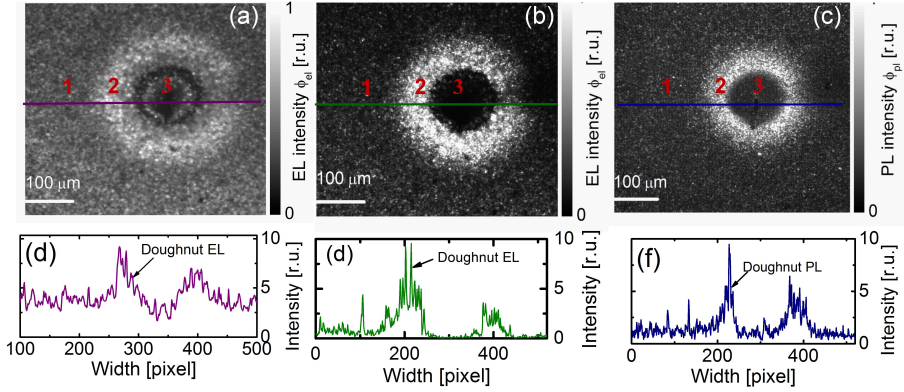 (a)
1 2 3
100 μm
1
0
EL intensity ϕel [r.u.]
(b)
1 2 3
100 μm
0
EL intensity ϕel [r.u.]
(c)
1 2 3
100 μm
0
PL intensity ϕpl [r.u.]
(d)
Doughnut EL
10
5
0
Intensity [r.u.]
100 200 300 400 500
Width [pixel]
(d)
Doughnut EL
10
5
0
Intensity [r.u.]
0 200 400
Width [pixel]
(f)
Doughnut PL
10
5
0
Intensity [r.u.]
0 200 400
Width [pixel]